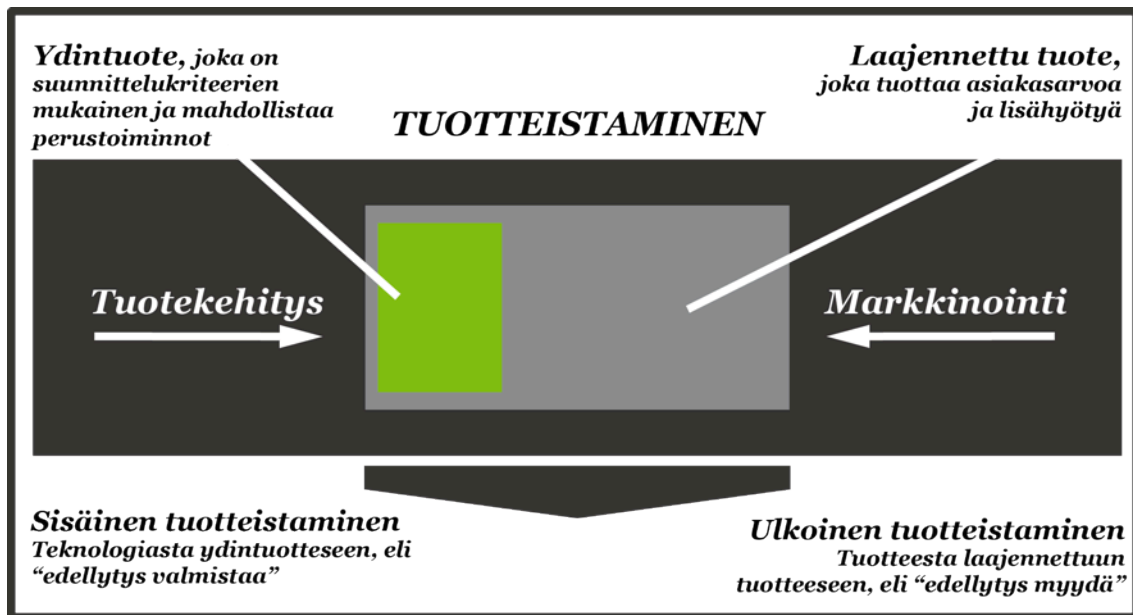 Ydintuote, joka on
suunnittelukriteerien
mukainen ja mahdollistaa
perustoiminnot
TUOTTEISTAMINEN
Laajennettu tuote,
joka tuottaa asiakasarvoa
ja lisähyötyä
Tuotekehitys
Markkinointi
Sisäinen tuotteistaminen
Teknologiasta ydintuotteseen, eli
“edellytys valmistaa”
Ulkoinen tuotteistaminen
Tuotteesta laajennettuun
tuotteeseen, eli “edellytys myydä”